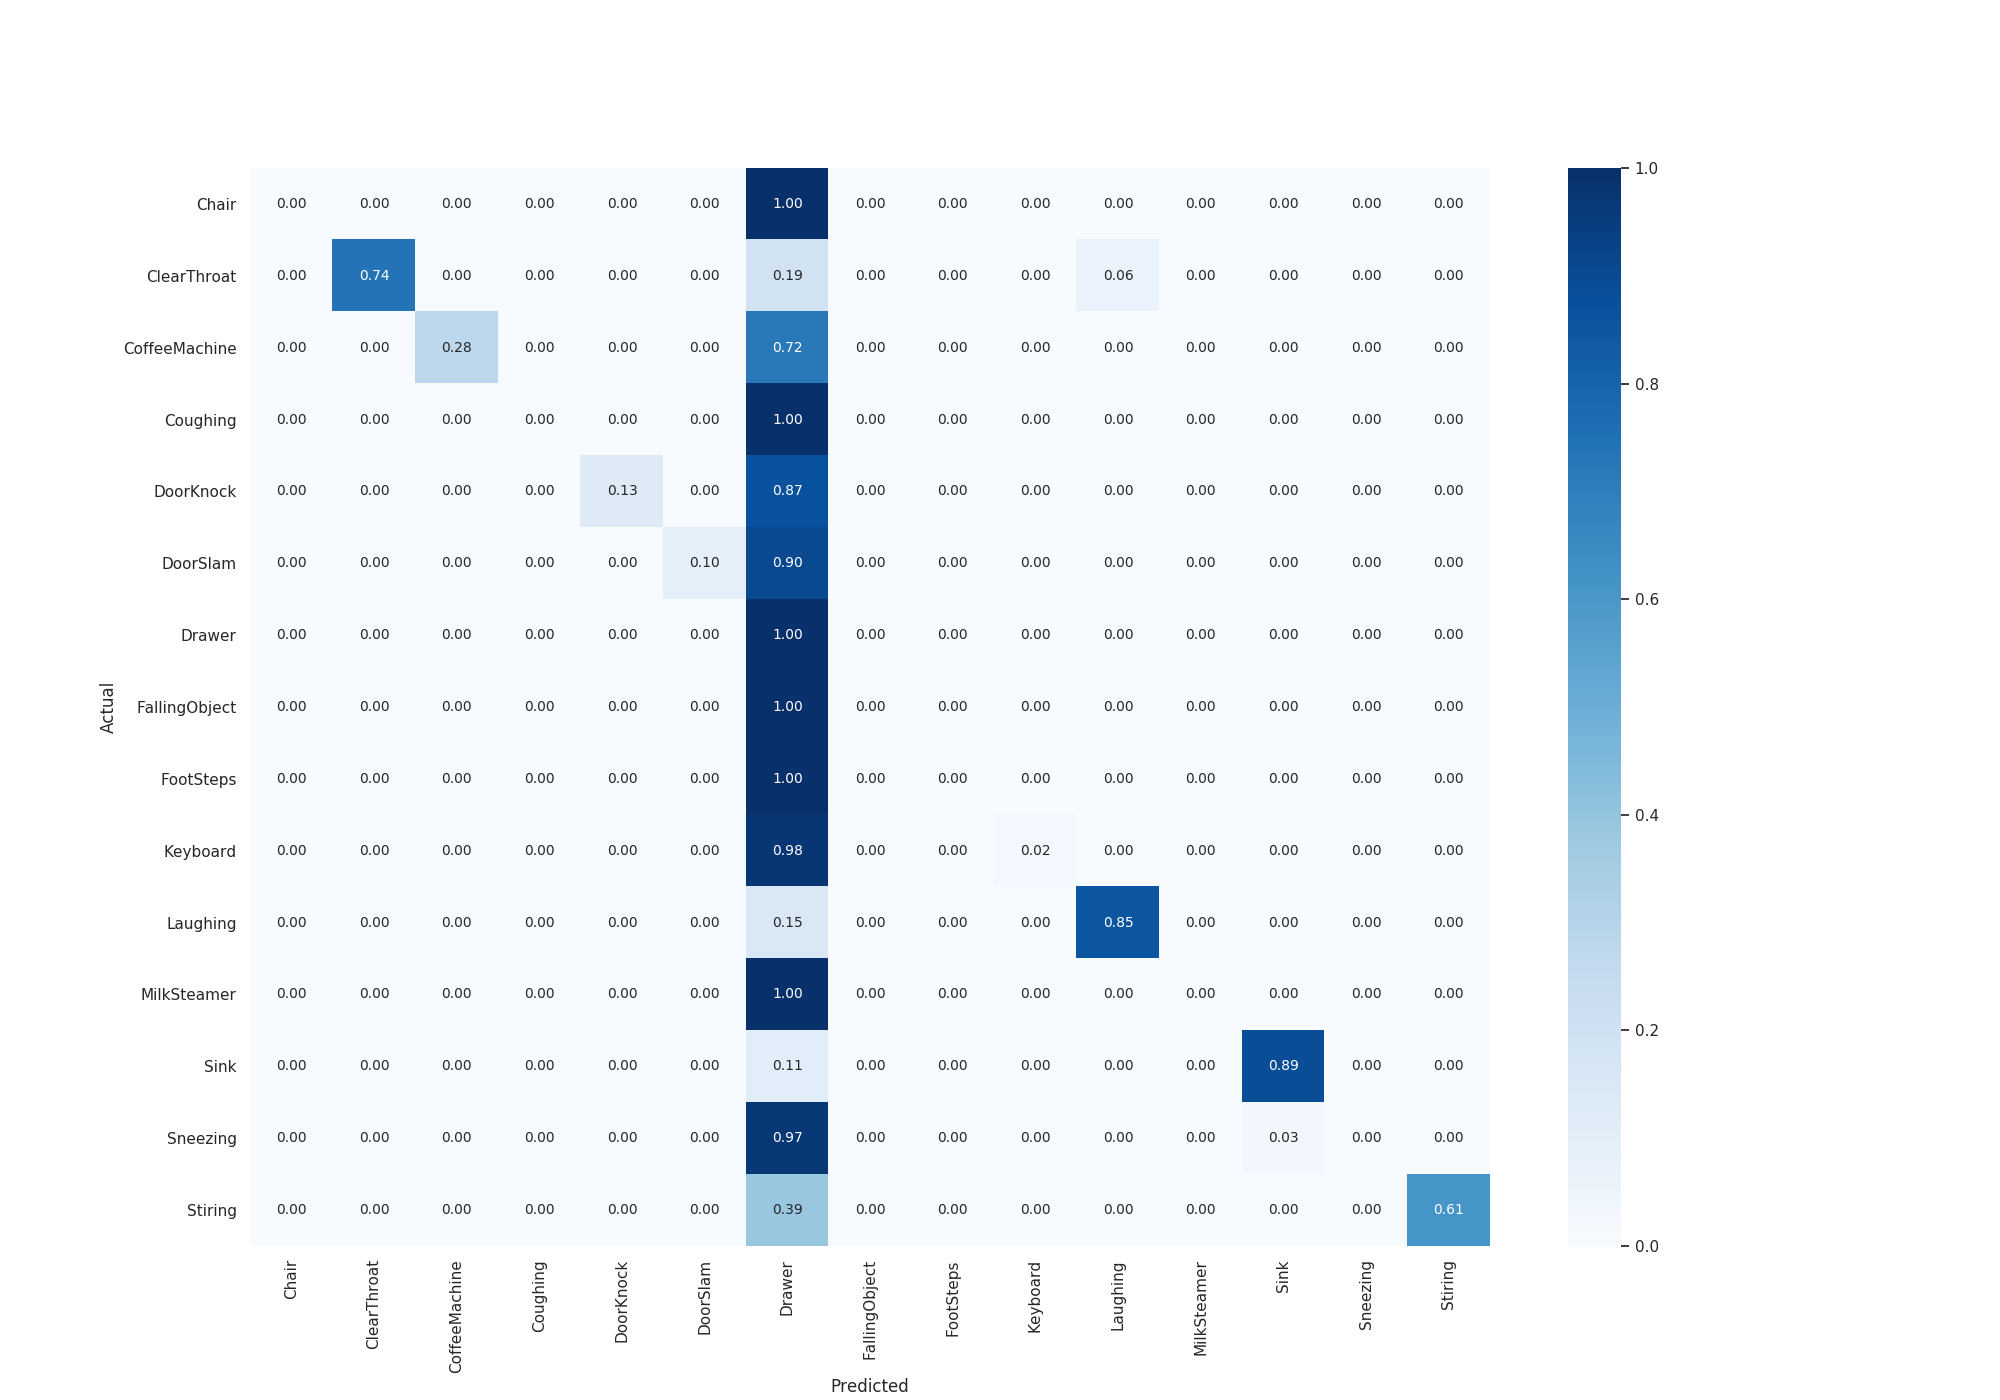 Chair 0.00 0.00 0.00 0.00 0.00 0.00 1.00 0.00 0.00 0.00 0.00 0.00 0.00 0.00 0.00 1.0
ClearThroat 0.00 0.74 0.00 0.00 0.00 0.00 0.19 0.00 0.00 0.00 0.06 0.00 0.00 0.00 0.00
CoffeeMachine 0.00 0.00 0.28 0.00 0.00 0.00 0.72 0.00 0.00 0.00 0.00 0.00 0.00 0.00 0.00
0.8
Coughing 0.00 0.00 0.00 0.00 0.00 0.00 1.00 0.00 0.00 0.00 0.00 0.00 0.00 0.00 0.00
DoorKnock 0.00 0.00 0.00 0.00 0.13 0.00 0.87 0.00 0.00 0.00 0.00 0.00 0.00 0.00 0.00
DoorSlam 0.00 0.00 0.00 0.00 0.00 0.10 0.90 0.00 0.00 0.00 0.00 0.00 0.00 0.00 0.00
0.6
Drawer 0.00 0.00 0.00 0.00 0.00 0.00 1.00 0.00 0.00 0.00 0.00 0.00 0.00 0.00 0.00
Actual
FallingObject 0.00 0.00 0.00 0.00 0.00 0.00 1.00 0.00 0.00 0.00 0.00 0.00 0.00 0.00 0.00
FootSteps 0.00 0.00 0.00 0.00 0.00 0.00 1.00 0.00 0.00 0.00 0.00 0.00 0.00 0.00 0.00
0.4
Keyboard 0.00 0.00 0.00 0.00 0.00 0.00 0.98 0.00 0.00 0.02 0.00 0.00 0.00 0.00 0.00
Laughing 0.00 0.00 0.00 0.00 0.00 0.00 0.15 0.00 0.00 0.00 0.85 0.00 0.00 0.00 0.00
MilkSteamer 0.00 0.00 0.00 0.00 0.00 0.00 1.00 0.00 0.00 0.00 0.00 0.00 0.00 0.00 0.00
0.2
Sink 0.00 0.00 0.00 0.00 0.00 0.00 0.11 0.00 0.00 0.00 0.00 0.00 0.89 0.00 0.00
Sneezing 0.00 0.00 0.00 0.00 0.00 0.00 0.97 0.00 0.00 0.00 0.00 0.00 0.03 0.00 0.00
Stiring 0.00 0.00 0.00 0.00 0.00 0.00 0.39 0.00 0.00 0.00 0.00 0.00 0.00 0.00 0.61
0.0
Chair
ClearThroat
CoffeeMachine
Coughing
DoorKnock
DoorSlam
Drawer
FallingObject
FootSteps
Keyboard
Laughing
MilkSteamer
Sink
Sneezing
Stiring
Predicted